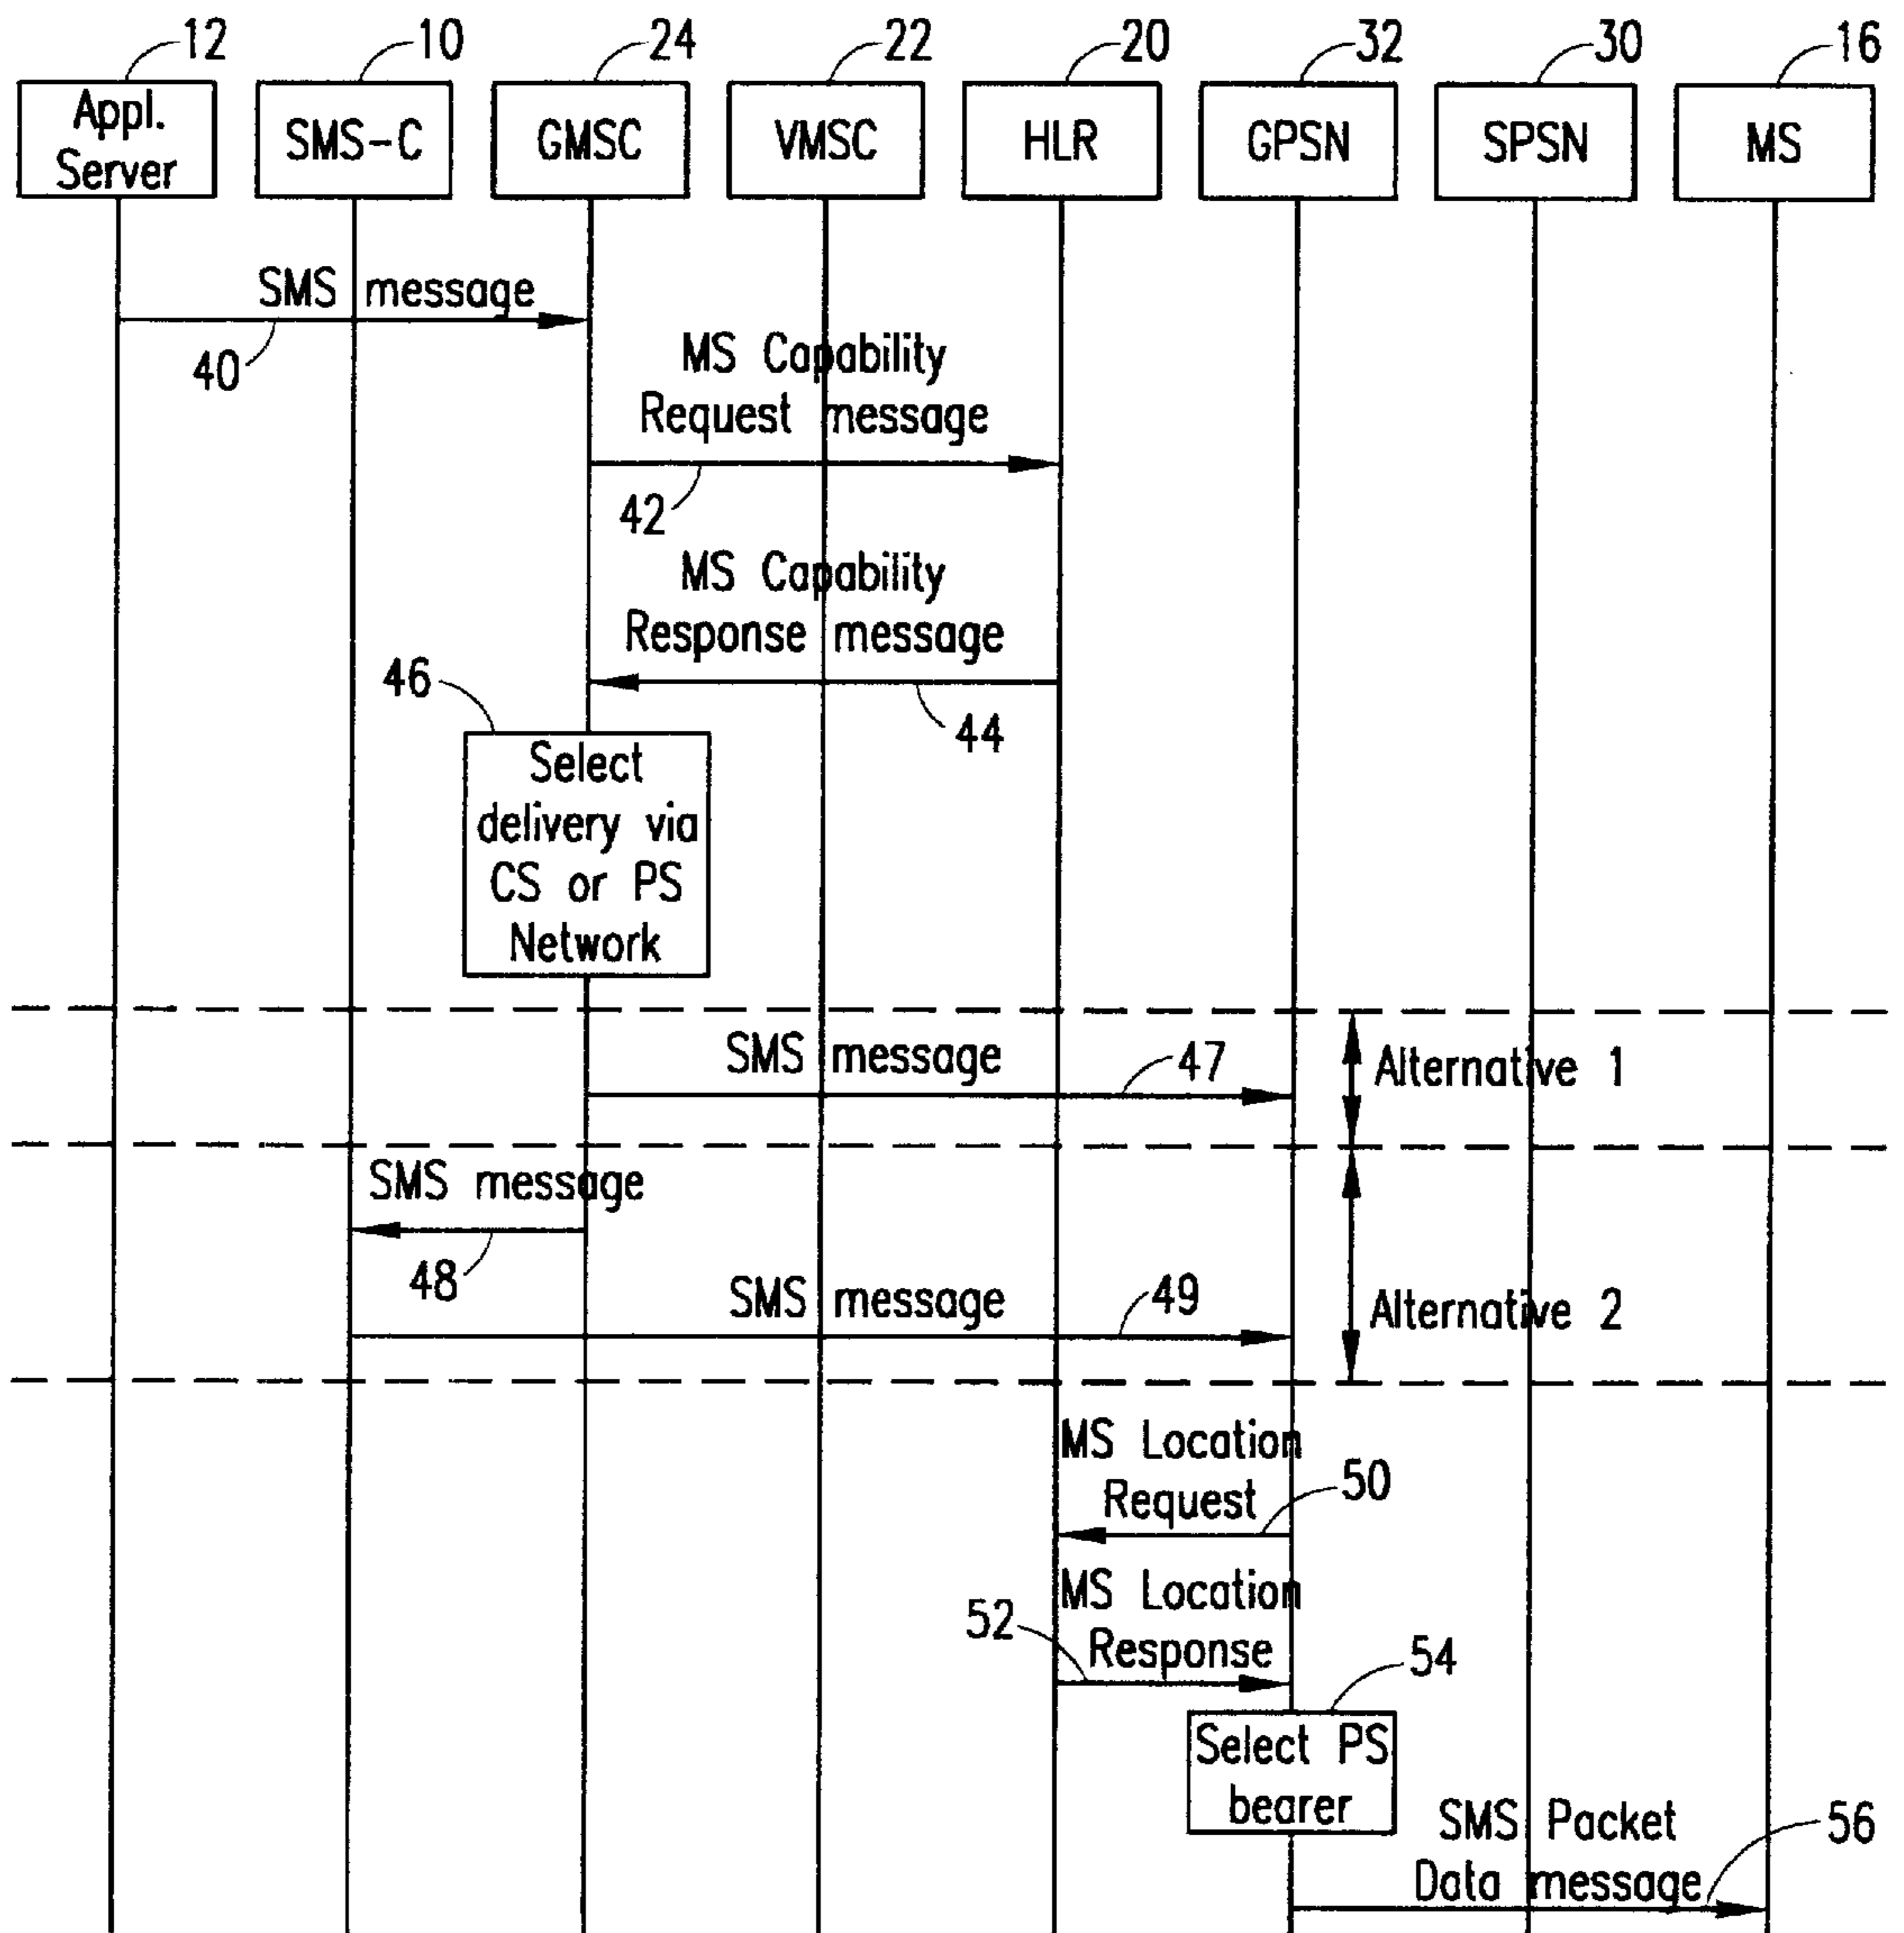 12
10
24
22
20
32
30
16
Appl.
Server
SMS-C
GMSC
VMSC
HLR
GPSN
SPSN
MS
SMS message
40
MS Capability
Request message
42
MS Capability
Response message
44
46
Select
delivery via
CS or PS
Network
SMS message
47
Alternative 1
SMS message
48
SMS message
49
Alternative 2
MS Location
Request
50
MS Location
Response
52
54
Select PS
bearer
SMS Packet
Data message
56